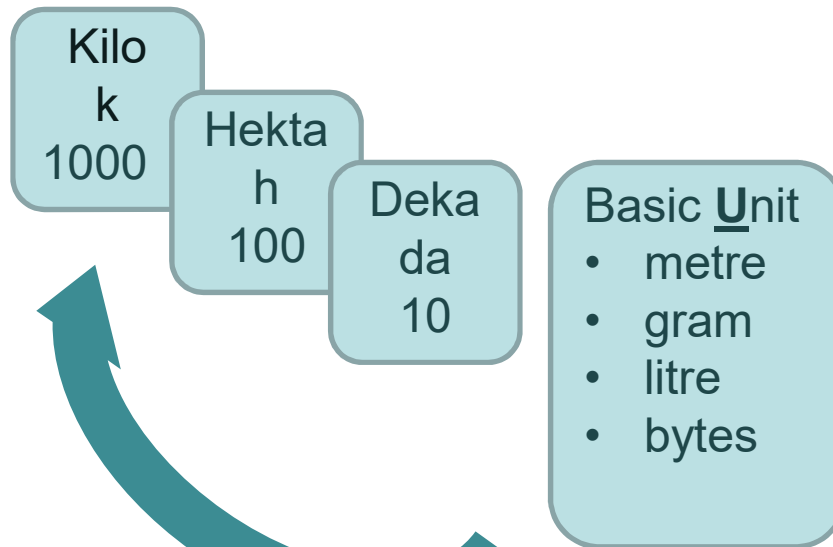 Kilo
k
1000
Hekta
h
100
Deka
da
10
Basic Unit
• metre
• gram
• litre
• bytes